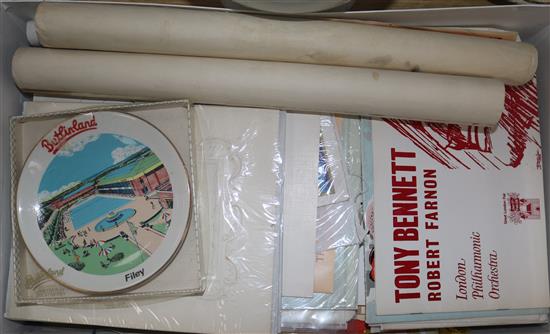 Butlinland
Filey
TONY BENNETT
ROBERT FARNON
London
Philharmonic
Orchestra